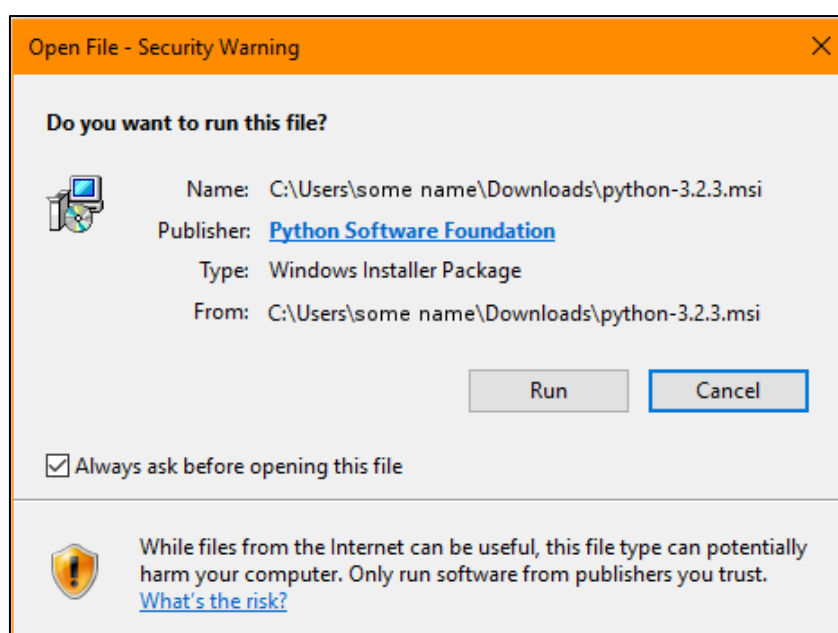 Open File - Security Warning
Do you want to run this file?
Name: C:\Users\some name\Downloads\python-3.2.3.msi
Publisher: Python Software Foundation
Type: Windows Installer Package
From: C:\Users\some name\Downloads\python-3.2.3.msi
Run Cancel
Always ask before opening this file
While files from the Internet can be useful, this file type can potentially
harm your computer. Only run software from publishers you trust.
What's the risk?